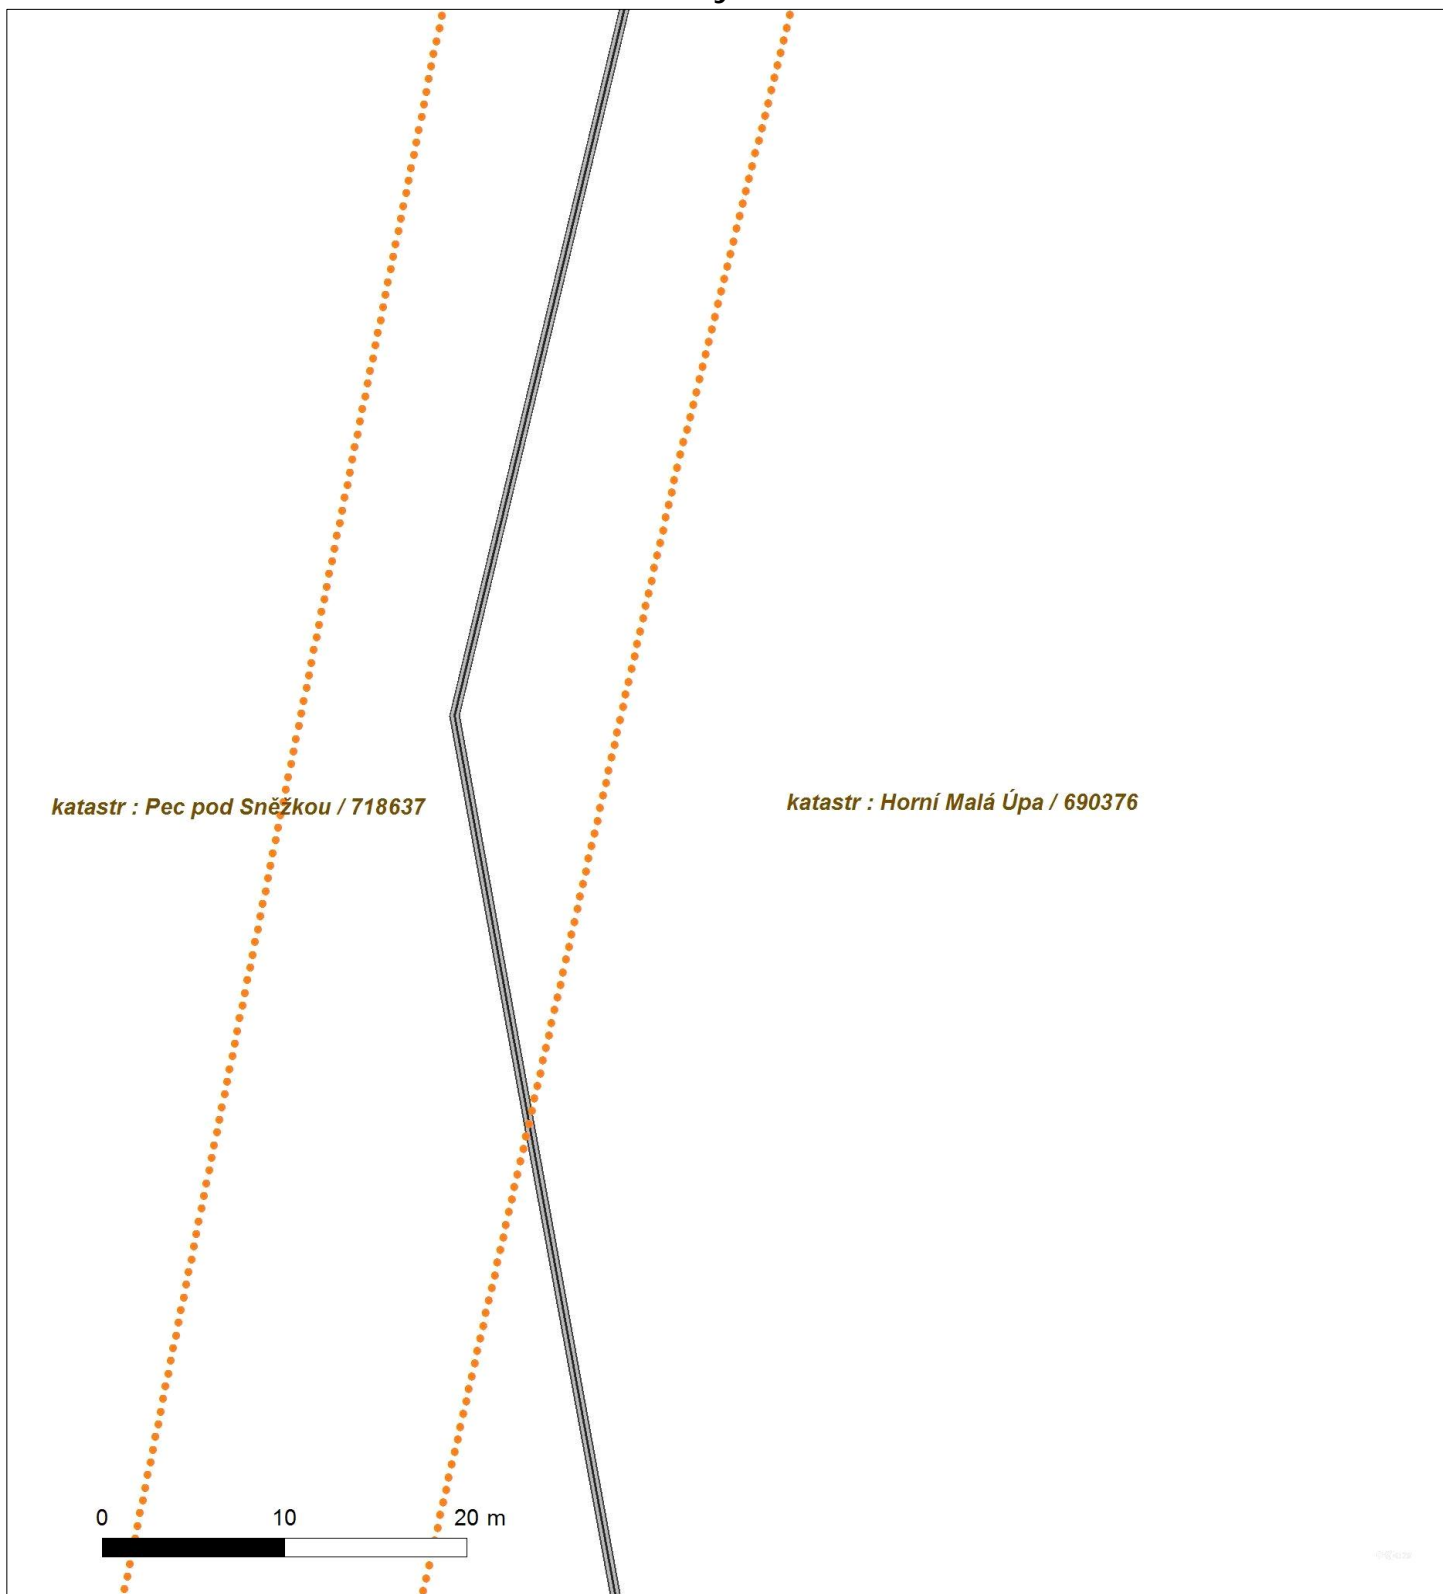 katastr : Pec pod Sněžkou / 718637
katastr : Horní Malá Úpa / 690376
0 10 20 m